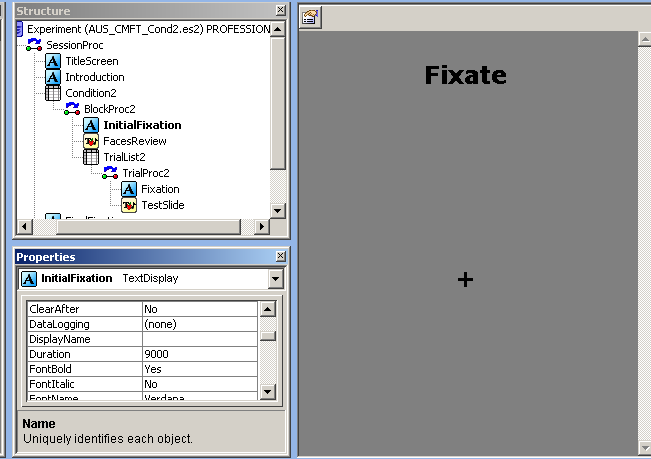 Structure
Experiment (AUS_CMFT_Cond2.es2) PROFESSION
SessionProc
TitleScreen
Introduction
Condition2
BlockProc2
InitialFixation
FacesReview
TrialList2
TrialProc2
Fixation
TestSlide
Properties
InitialFixation TextDisplay
ClearAfter No
DataLogging (none)
DisplayName
Duration 9000
FontBold Yes
FontItalic No
FontName Verdana
Name
Uniquely identifies each object.
Fixate
+